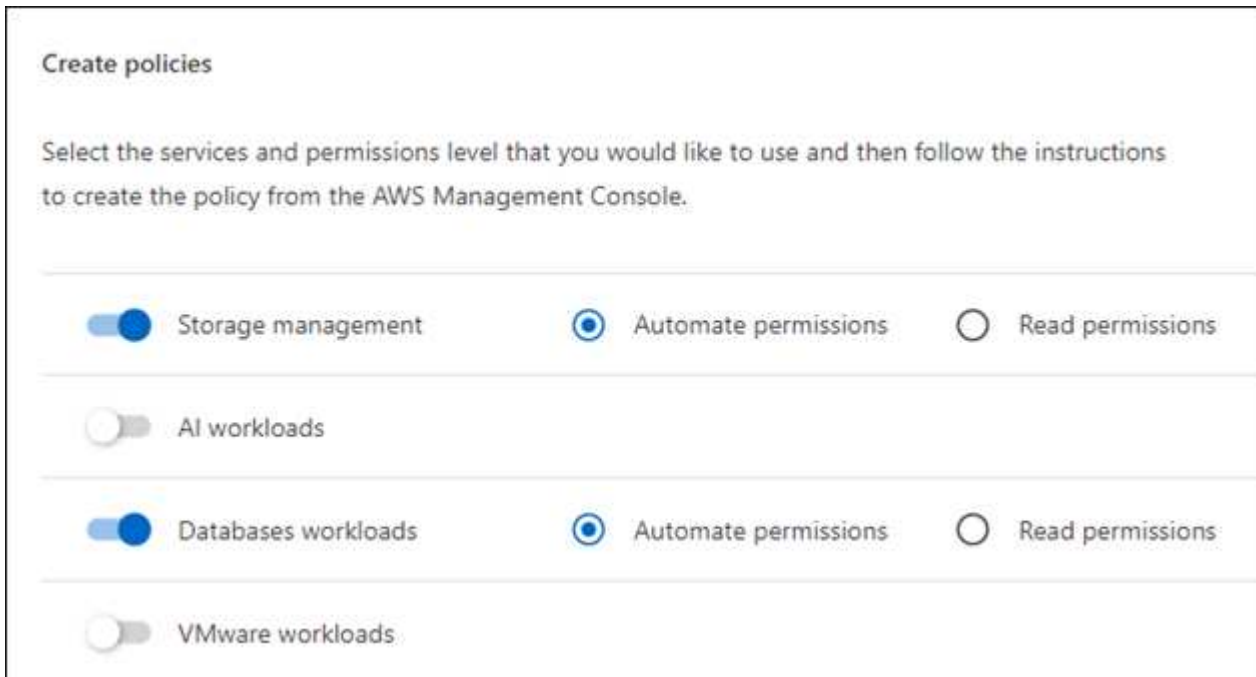 Create policies
Select the services and permissions level that you would like to use and then follow the instructions
to create the policy from the AWS Management Console.
Storage management Automate permissions Read permissions
AI workloads
Databases workloads Automate permissions Read permissions
VMware workloads